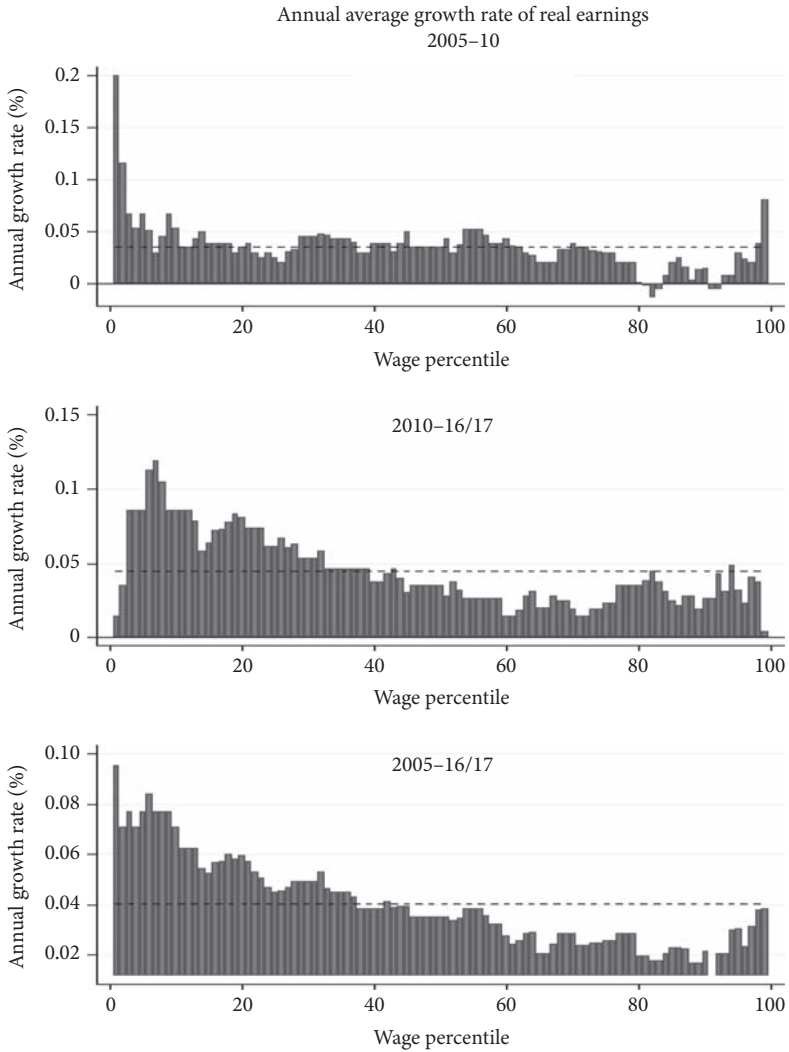 Annual average growth rate of real earnings
2005–10
Annual growth rate (%)
0.2
0.15
0.1
0.05
0
0 20 40 60 80 100
Wage percentile
2010–16/17
Annual growth rate (%)
0.15
0.1
0.05
0
0 20 40 60 80 100
Wage percentile
2005–16/17
Annual growth rate (%)
0.10
0.08
0.06
0.04
0.02
0 20 40 60 80 100
Wage percentile